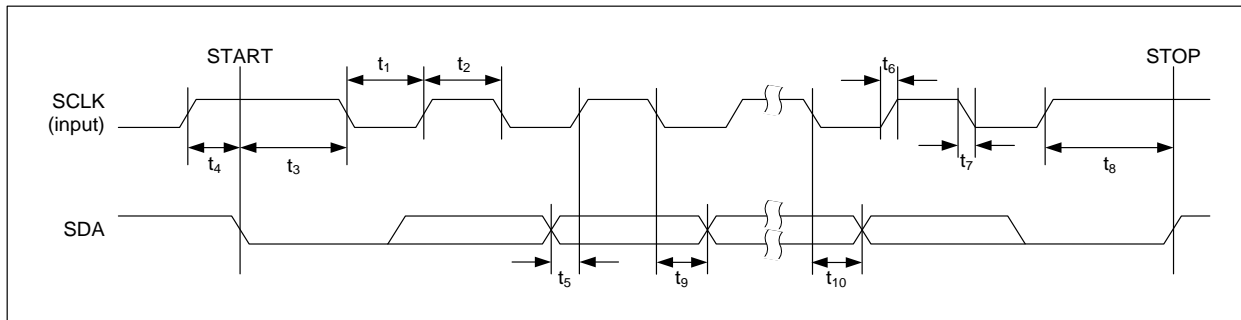 START
STOP
t₁
t₂
t₆
SCLK
(input)
t₄
t₃
t₇
t₈
SDA
t₅
t₉
t₁₀